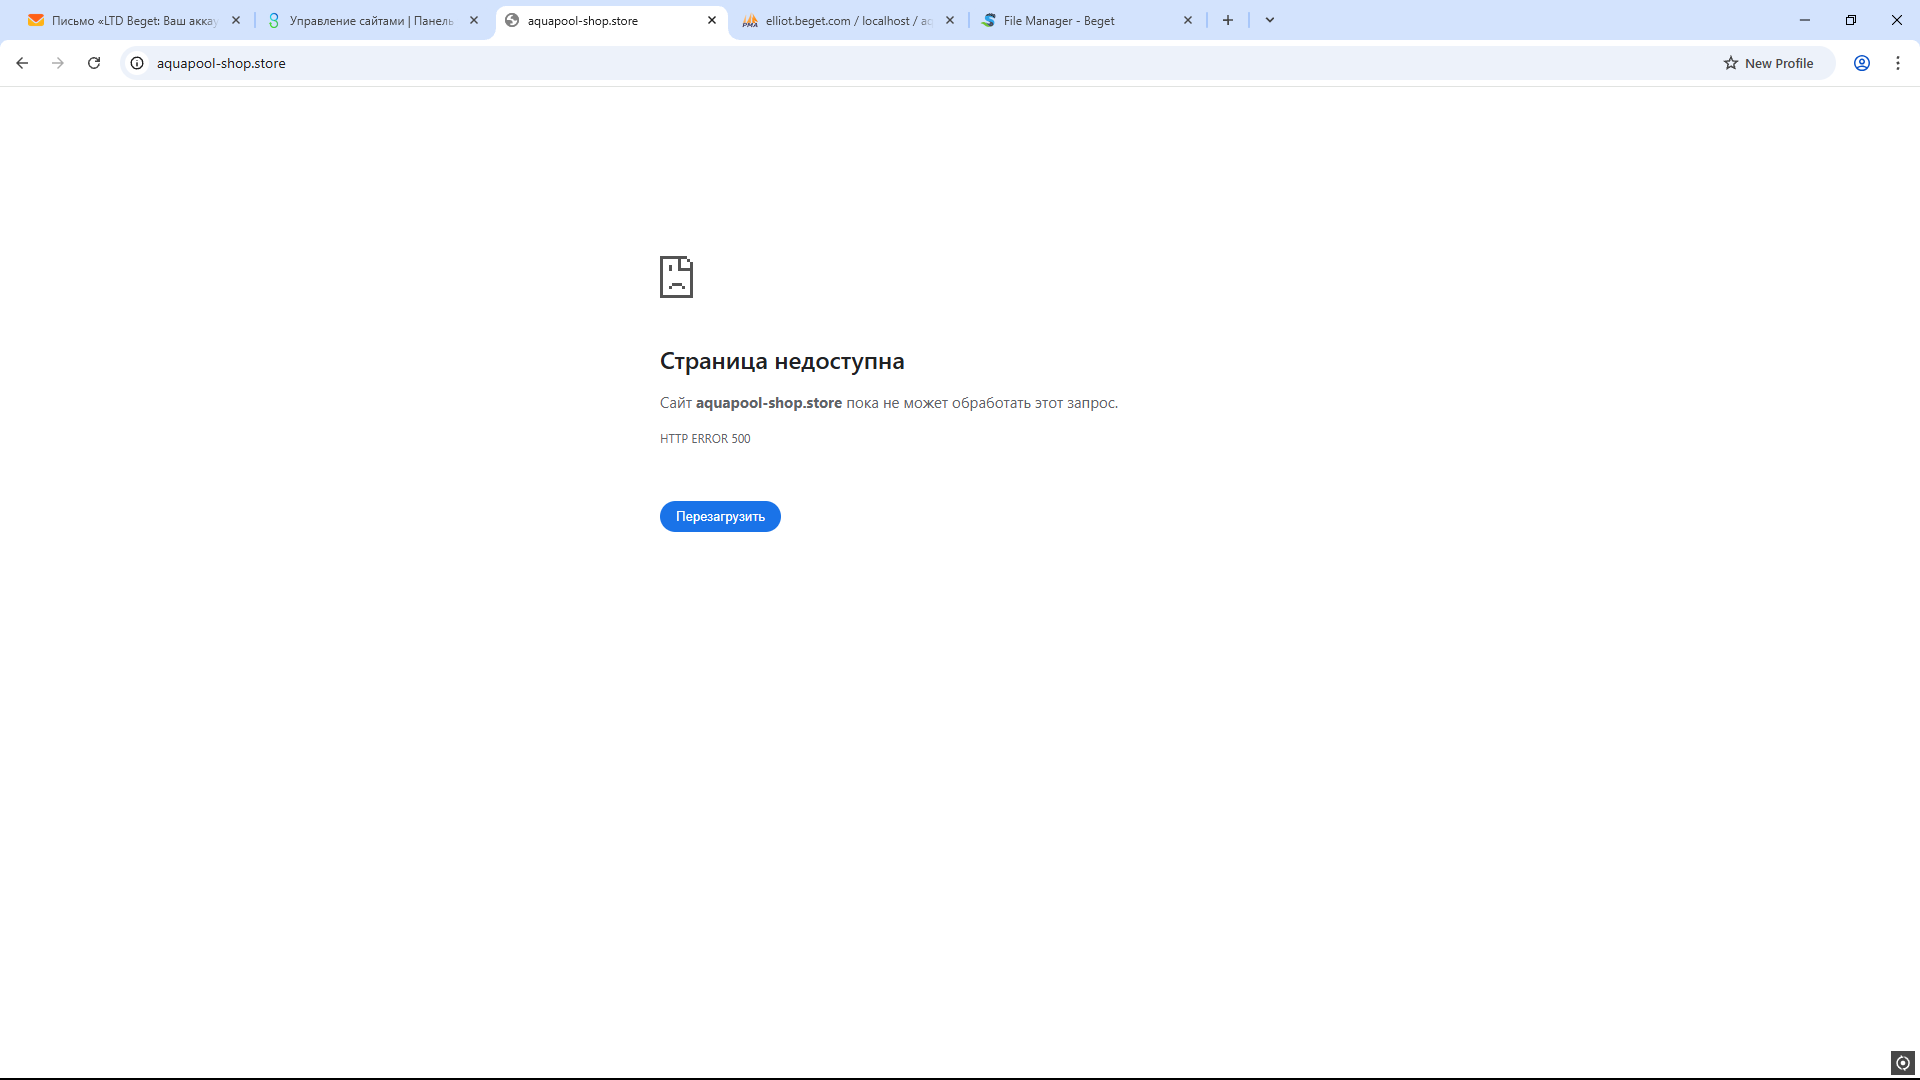 Письмо «LTD Beget: Ваш акка
Управление сайтами | Панель
aquapool-shop.store
elliot.beget.com / localhost / aq
File Manager - Beget
aquapool-shop.store
New Profile
Страница недоступна
Сайт aquapool-shop.store пока не может обработать этот запрос.
HTTP ERROR 500
Перезагрузить